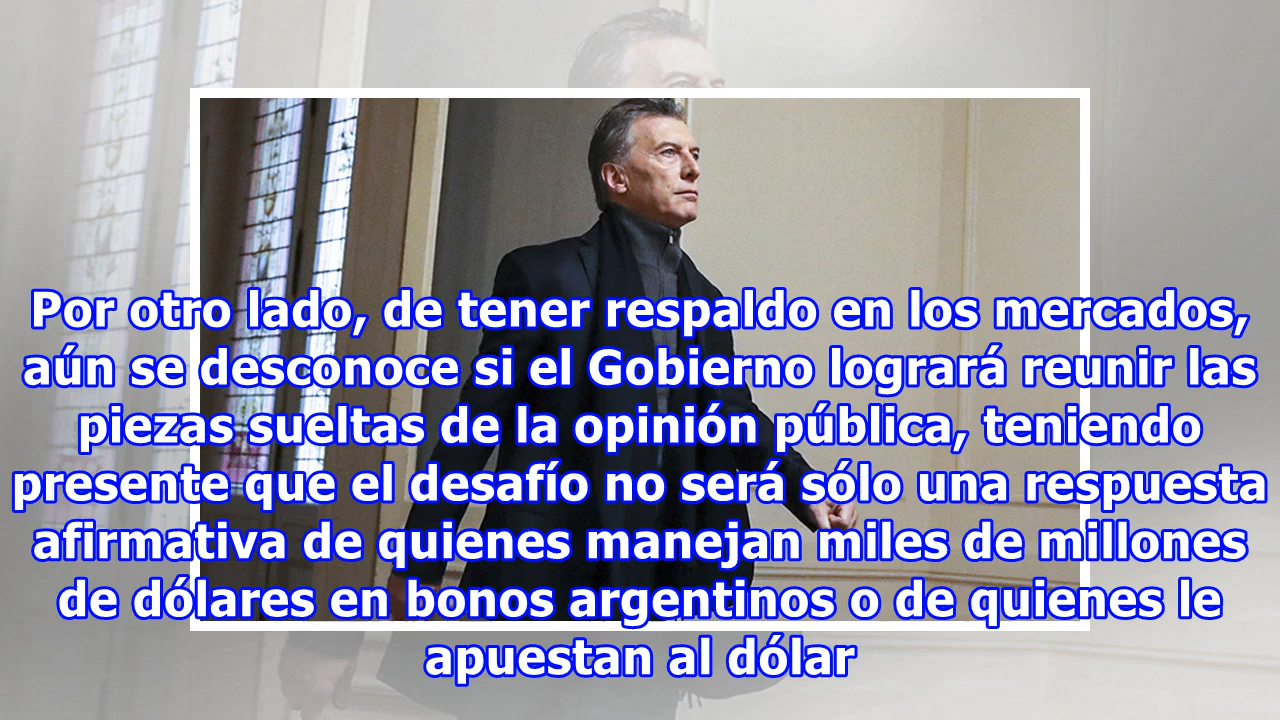 Por otro lado, de tener respaldo en los mercados,
aún se desconoce si el Gobierno logrará reunir las
piezas sueltas de la opinión pública, teniendo
presente que el desafío no será sólo una respuesta
afirmativa de quienes manejan miles de millones
de dólares en bonos argentinos o de quienes le
apuestan al dólar